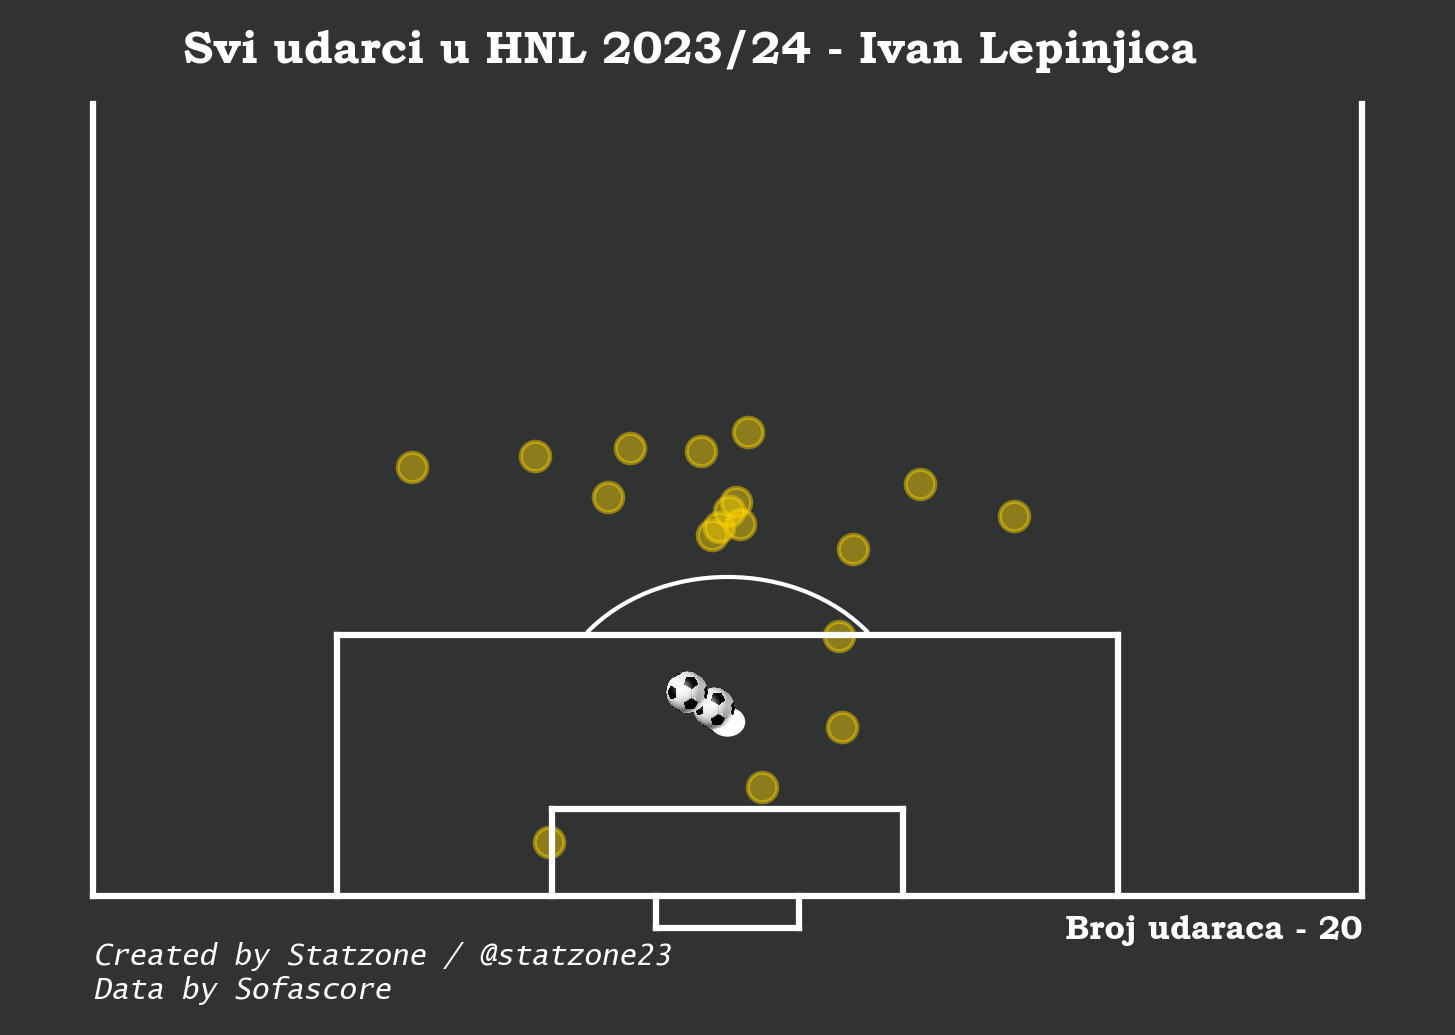 Svi udarci u HNL 2023/24 - Ivan Lepinjica
Broj udaraca - 20
Created by Statzone / @statzone23
Data by Sofascore